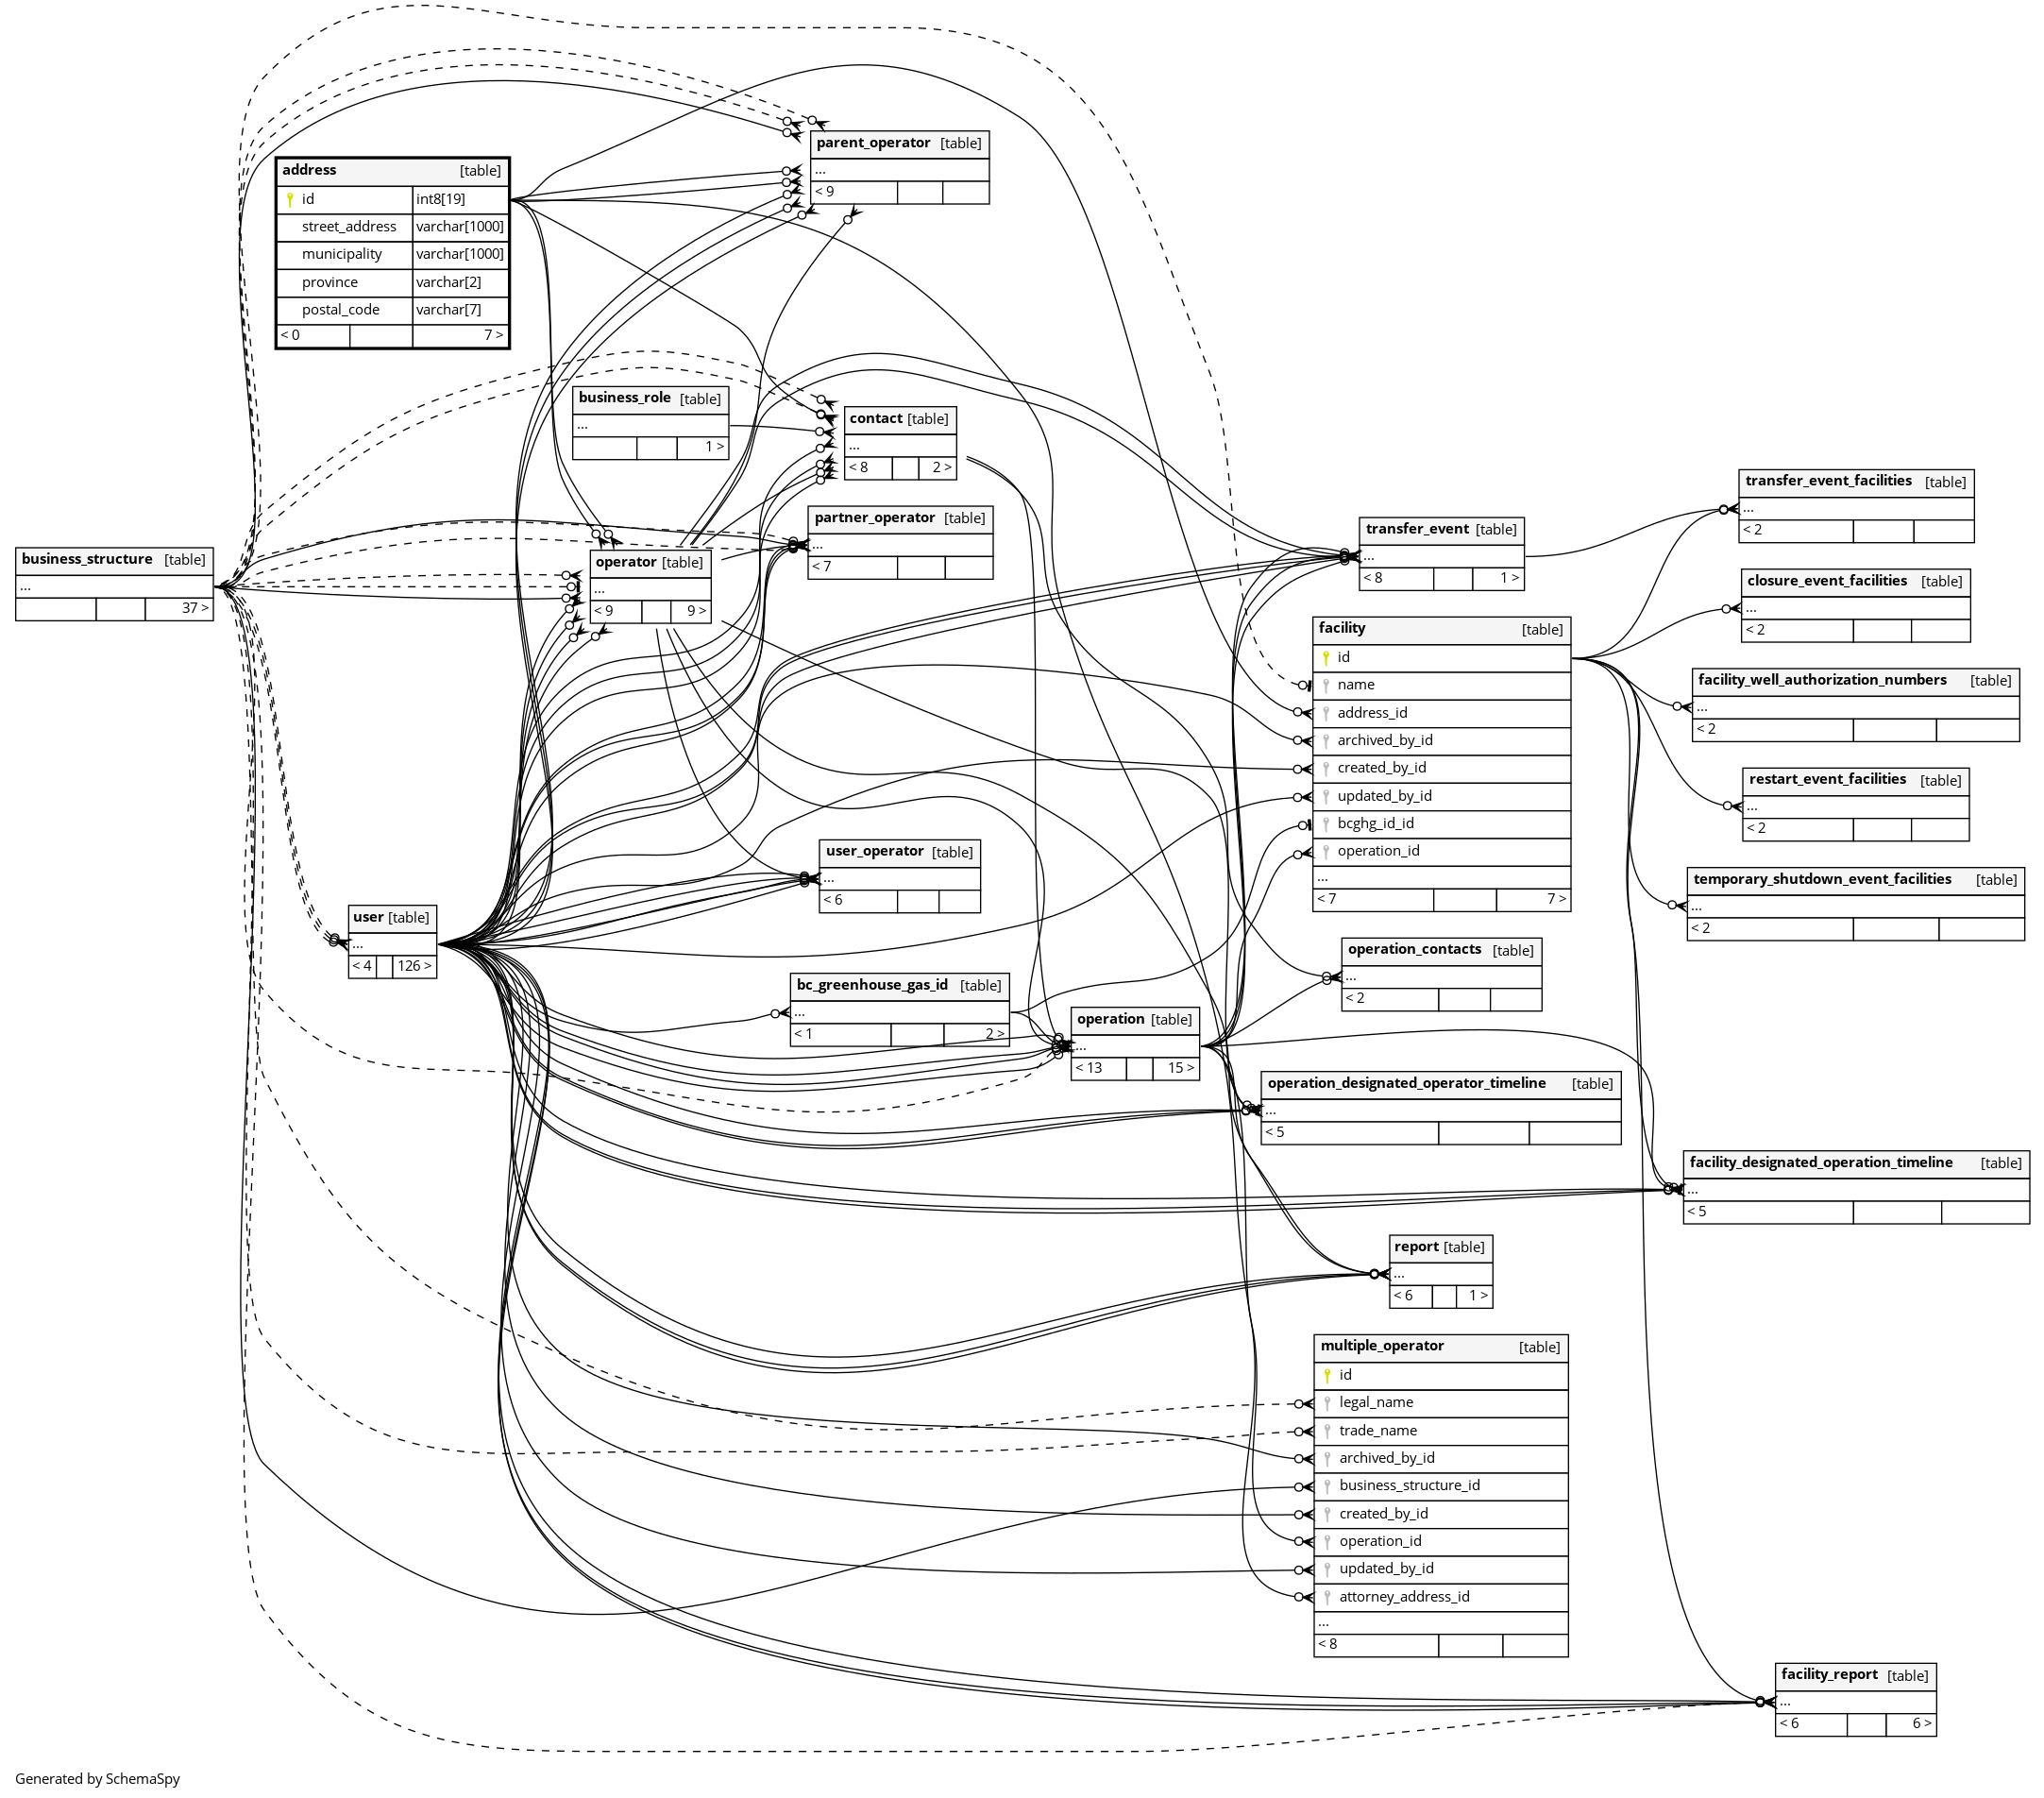 parent_operator [table]
...
< 9
address [table]
id int8[19]
street_address varchar[1000]
municipality varchar[1000]
province varchar[2]
postal_code varchar[7]
< 0 7 >
business_role [table]
...
1 >
contact [table]
...
< 8 2 >
partner_operator [table]
...
< 7
business_structure [table]
...
37 >
operator [table]
...
< 9 9 >
transfer_event [table]
...
< 8 1 >
transfer_event_facilities [table]
...
< 2
closure_event_facilities [table]
...
< 2
facility [table]
id
name
address_id
archived_by_id
created_by_id
updated_by_id
bcghg_id_id
operation_id
...
< 7 7 >
facility_well_authorization_numbers [table]
...
< 2
restart_event_facilities [table]
...
< 2
temporary_shutdown_event_facilities [table]
...
< 2
user_operator [table]
...
< 6
user [table]
...
< 4 126 >
bc_greenhouse_gas_id [table]
...
< 1 2 >
operation_contacts [table]
...
< 2
operation [table]
...
< 13 15 >
operation_designated_operator_timeline [table]
...
< 5
facility_designated_operation_timeline [table]
...
< 5
report [table]
...
< 6 1 >
multiple_operator [table]
id
legal_name
trade_name
archived_by_id
business_structure_id
created_by_id
operation_id
updated_by_id
attorney_address_id
...
< 8
facility_report [table]
...
< 6 6 >
Generated by SchemaSpy